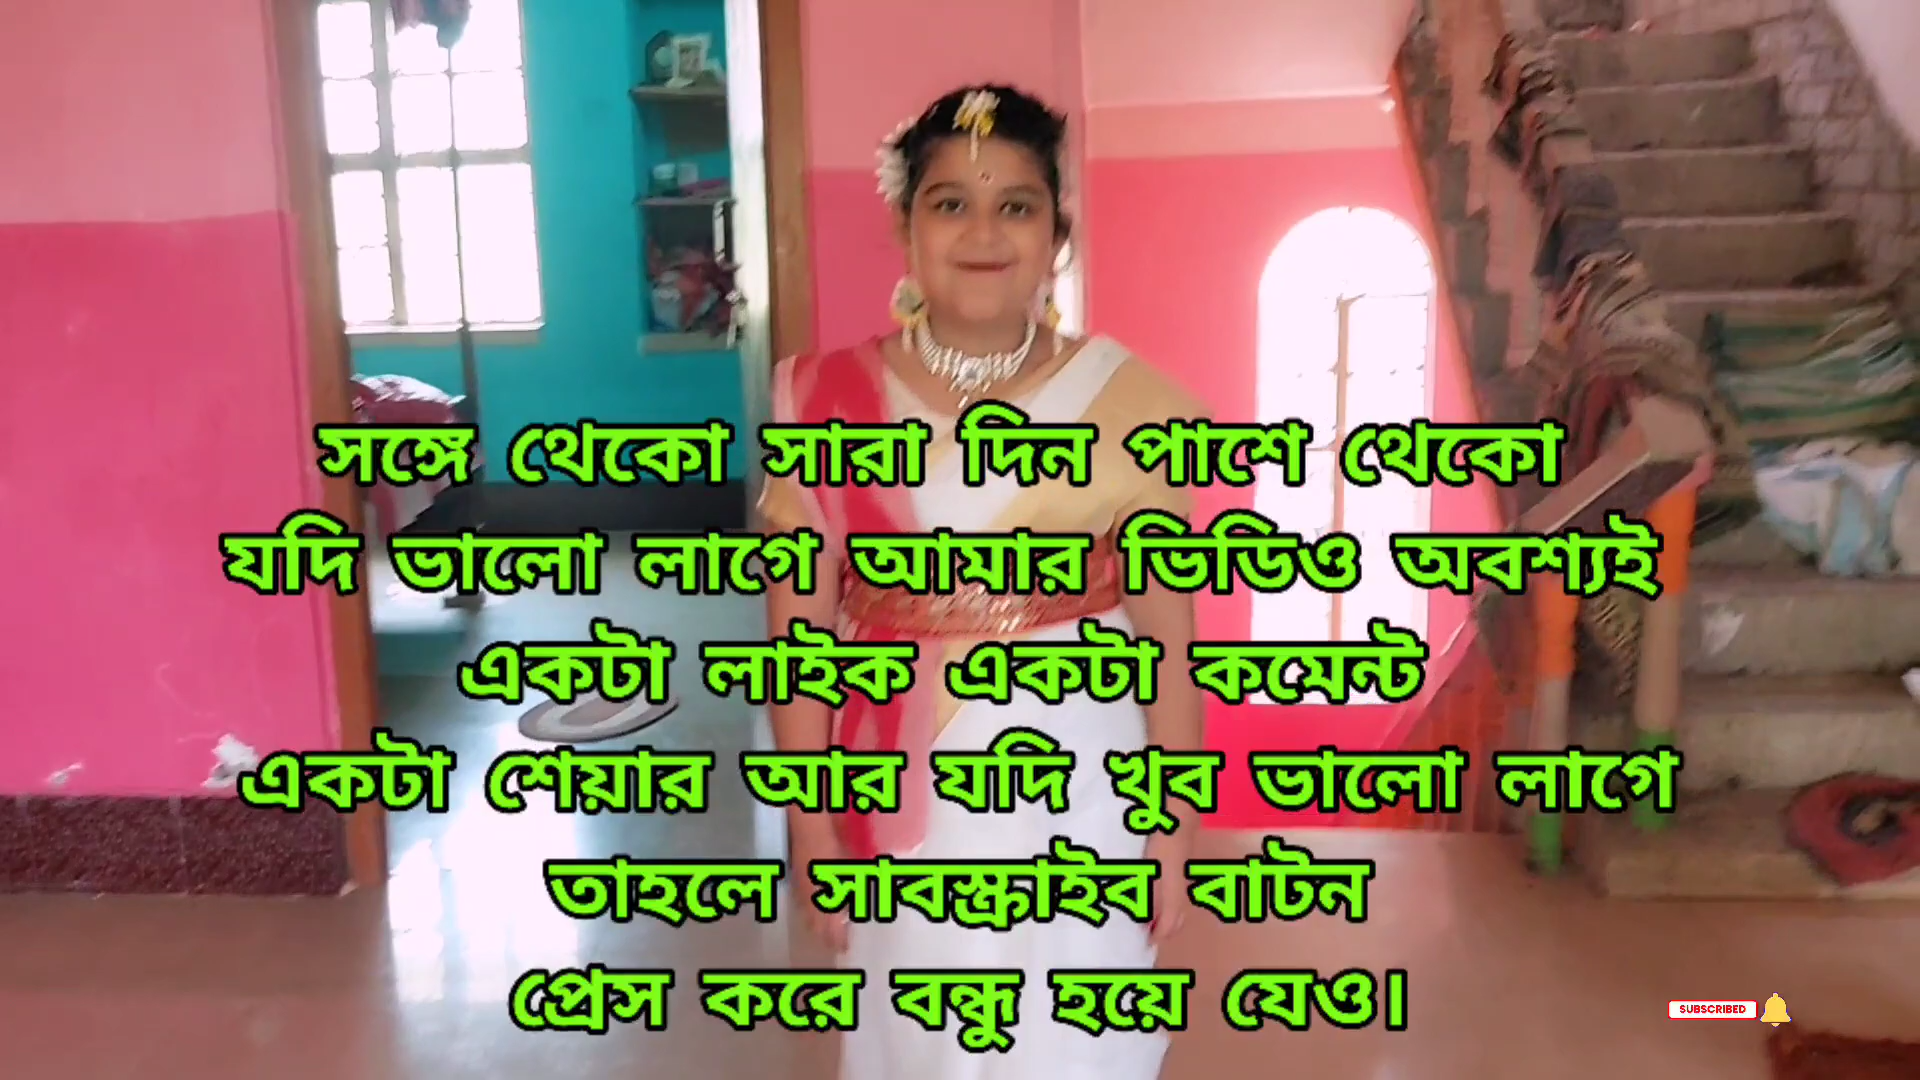 সঙ্গে থেকো সারা দিন পাশে থেকো
যদি ভালো লাগে আমার ভিডিও অবশ্যই
একটা লাইক একটা কমেন্ট
একটা শেয়ার আর যদি খুব ভালো লাগে
তাহলে সাবস্ক্রাইব বাটন
প্রেস করে বন্ধু হয়ে যেও।
SUBSCRIBED